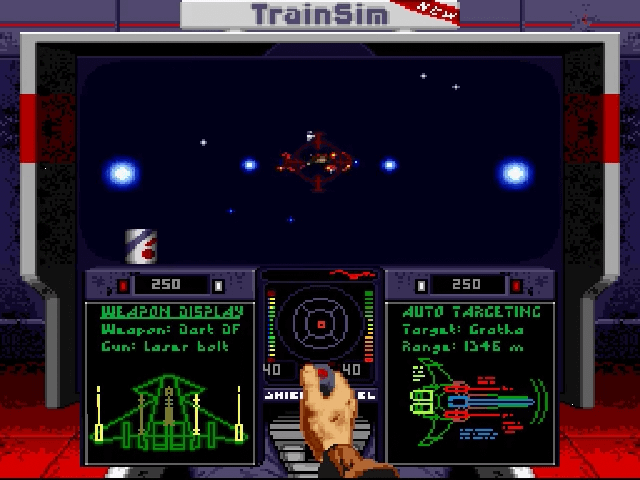 TrainSim
NEW
250
250
WEAPON DISPLAY
Weapon: Dart DF
Gun: Laser bolt
AUTO TARGETING
Target: Gratha
Range: 1346 m
40
40